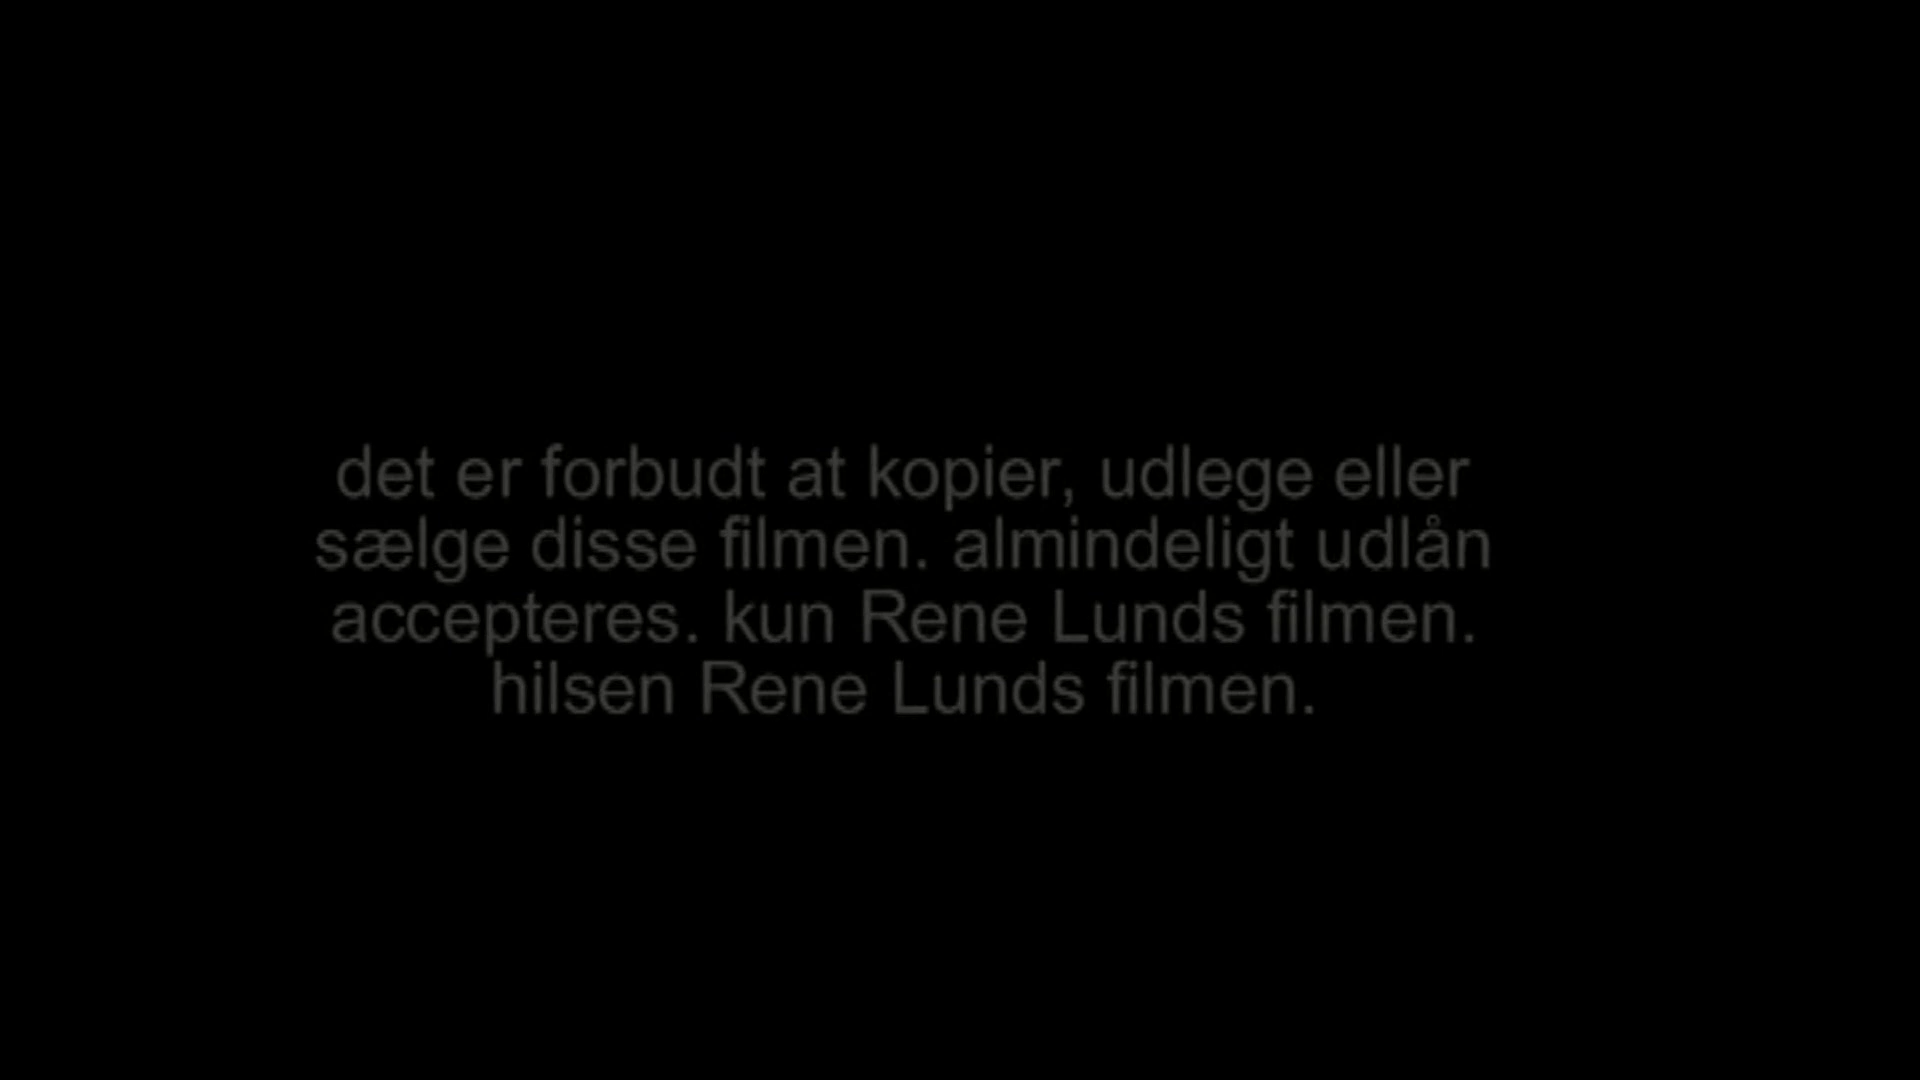 det er forbudt at kopier, udlege eller
sælge disse filmen. almindeligt udlån
accepteres. kun Rene Lunds filmen.
hilsen Rene Lunds filmen.